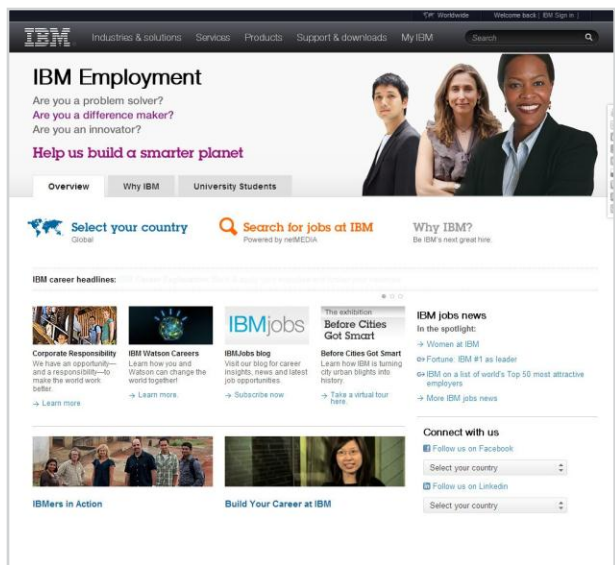 Worldwide Welcome back [ IBM Sign in ]
IBM Industries & solutions Services Products Support & downloads My IBM Search
IBM Employment
Are you a problem solver?
Are you a difference maker?
Are you an innovator?
Help us build a smarter planet
Overview Why IBM University Students
Select your country
Global
Search for jobs at IBM
Powered by netMEDIA
Why IBM?
Be IBM's next great hire.
IBM career headlines:
Corporate Responsibility
We have an opportunity—
and a responsibility—to
make the world work
better.
→ Learn more
IBM Watson Careers
Learn how you and
Watson can change the
world together!
→ Learn more.
IBMjobs
IBMJobs blog
Visit our blog for career
insights, news and latest
job opportunities.
→ Subscribe now
The exhibition
Before Cities
Got Smart
Before Cities Got Smart
Learn how IBM is turning
city urban blights into
history.
→ Take a virtual tour
here.
IBM jobs news
In the spotlight:
→ Women at IBM
Fortune: IBM #1 as leader
IBM on a list of world's Top 50 most attractive
employers
→ More IBM jobs news
IBMers in Action
Build Your Career at IBM
Connect with us
Follow us on Facebook
Select your country
Follow us on Linkedin
Select your country